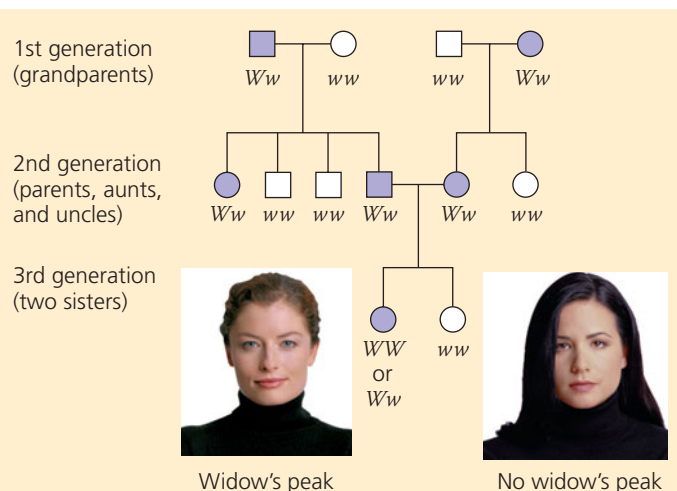 1st generation
(grandparents)
Ww ww ww Ww
2nd generation
(parents, aunts,
and uncles)
Ww ww ww Ww Ww ww
3rd generation
(two sisters)
WW
or
Ww
ww
Widow's peak
No widow's peak